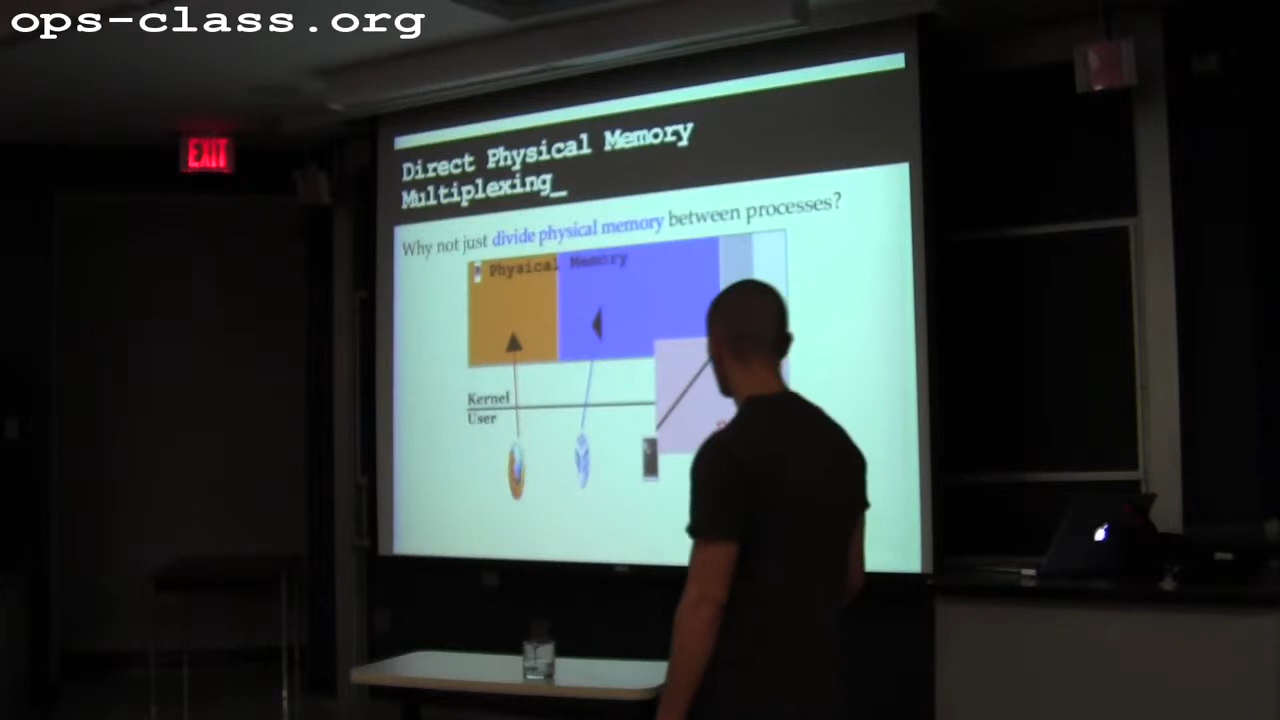 ops-class.org
EXIT
Direct Physical Memory
Multiplexing_
Why not just divide physical memory between processes?
Physical Memory
Kernel
User